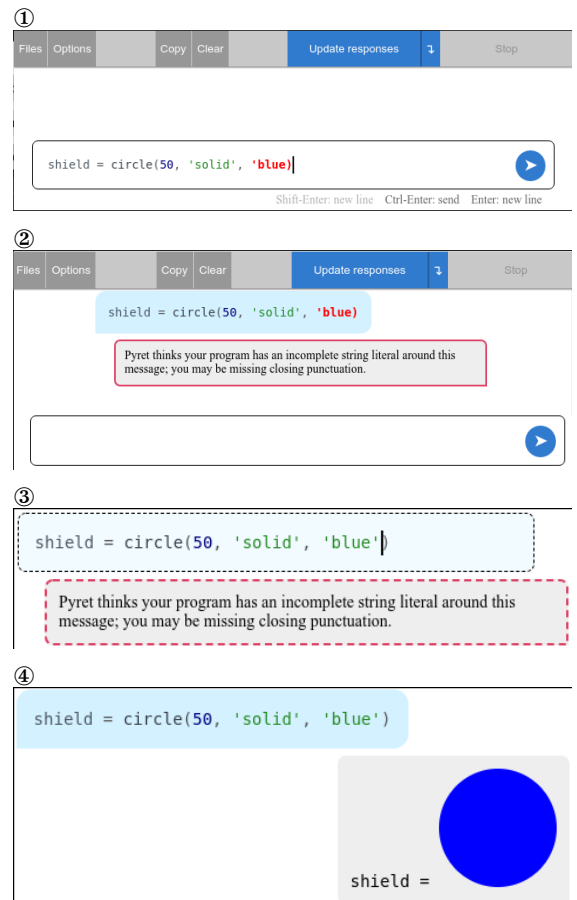 ①
Files Options Copy Clear Update responses ↴ Stop
shield = circle(50, 'solid', 'blue)
Shift-Enter: new line Ctrl-Enter: send Enter: new line
②
Files Options Copy Clear Update responses ↴ Stop
shield = circle(50, 'solid', 'blue)
Pyret thinks your program has an incomplete string literal around this
message; you may be missing closing punctuation.
③
shield = circle(50, 'solid', 'blue')
Pyret thinks your program has an incomplete string literal around this
message; you may be missing closing punctuation.
④
shield = circle(50, 'solid', 'blue')
shield =